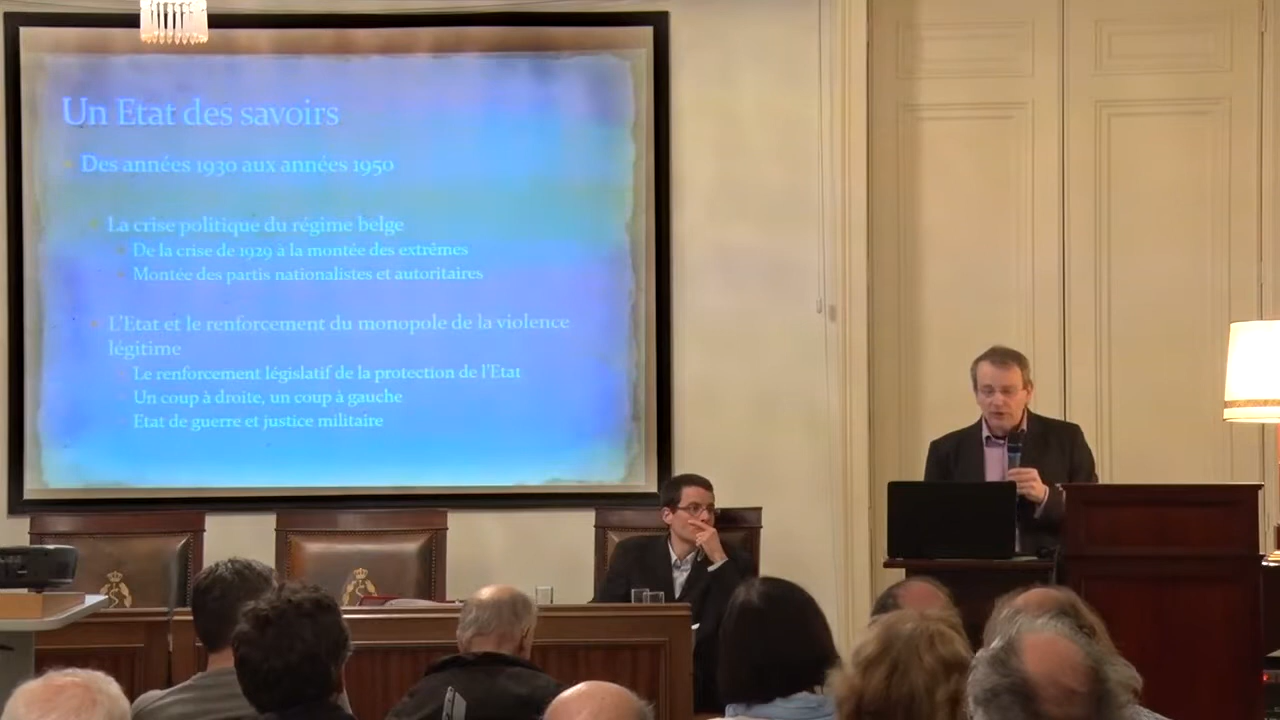 Un Etat des savoirs
Des années 1930 aux années 1950
La crise politique du régime belge
De la crise de 1929 à la montée des extrêmes
Montée des partis nationalistes et autoritaires
L'Etat et le renforcement du monopole de la violence
légitime
Le renforcement législatif de la protection de l'Etat
Un coup à droite, un coup à gauche
Etat de guerre et justice militaire